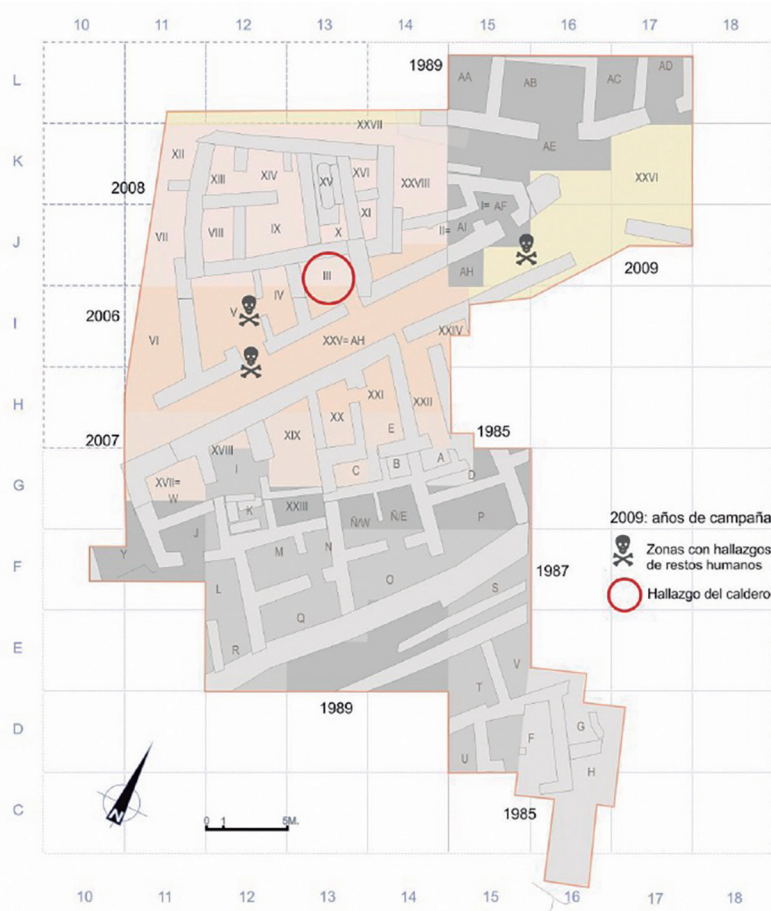 10 11 12 13 14 15 16 17 18
L
1989
AA
AB
AC
AD
XXVII
K
XII
XIII
XIV
XV
XVI
XXVIII
AE
XXVI
2008
J
VII
VIII
IX
X
XI
II=
AI
I= AF
III
AH
2009
I
2006
VI
V
IV
XXV= AH
XXIV
H
2007
XVIII
XIX
XX
XXI
XXII
E
1985
G
XVII=
W
I
C
B
A
D
K
XXIII
Ñ/W
Ñ/E
P
2009: años de campaña
Zonas con hallazgos
de restos humanos
Hallazgo del caldero
F
Y
J
M
N
O
L
S
1987
Q
E
R
V
T
1989
D
U
F
G
H
N
C
0 1 5M.
1985
10 11 12 13 14 15 16 17 18